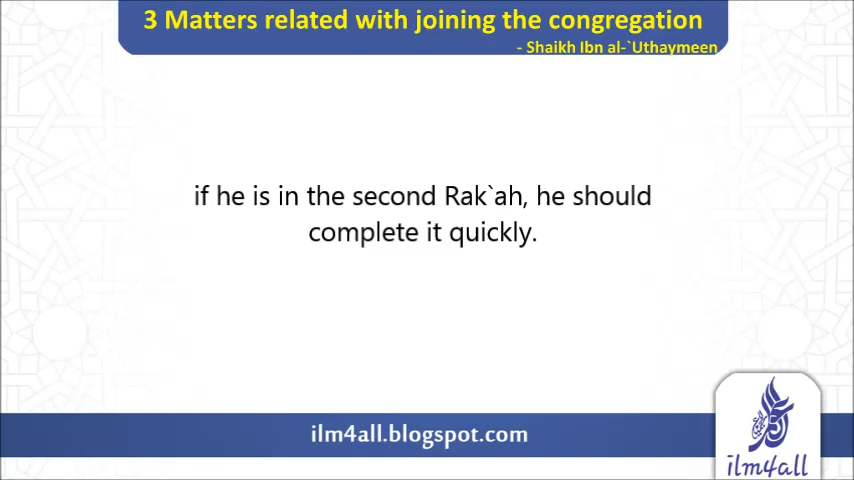 3 Matters related with joining the congregation
- Shaikh Ibn al-`Uthaymeen
if he is in the second Rak`ah, he should
complete it quickly.
ilm4all.blogspot.com
ilm4all